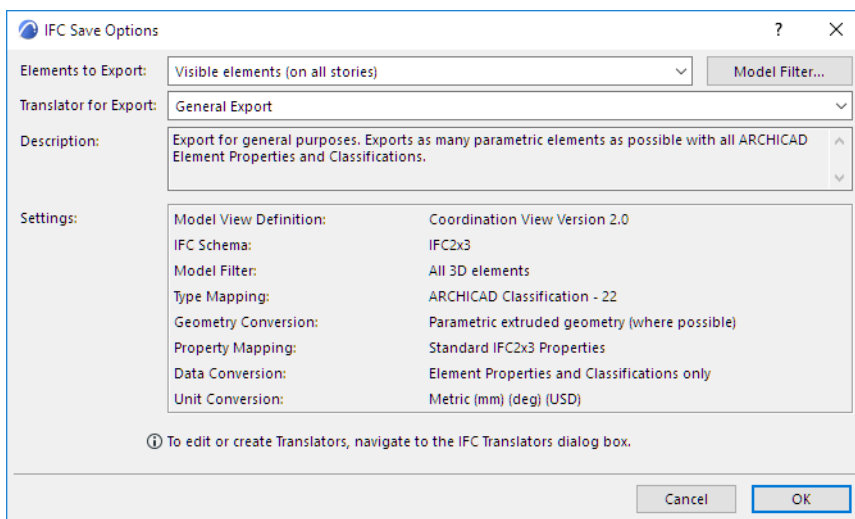 IFC Save Options
?
Elements to Export: Visible elements (on all stories) Model Filter...
Translator for Export: General Export
Description: Export for general purposes. Exports as many parametric elements as possible with all ARCHICAD
Element Properties and Classifications.
Settings: Model View Definition: Coordination View Version 2.0
IFC Schema: IFC2x3
Model Filter: All 3D elements
Type Mapping: ARCHICAD Classification - 22
Geometry Conversion: Parametric extruded geometry (where possible)
Property Mapping: Standard IFC2x3 Properties
Data Conversion: Element Properties and Classifications only
Unit Conversion: Metric (mm) (deg) (USD)
To edit or create Translators, navigate to the IFC Translators dialog box.
Cancel OK